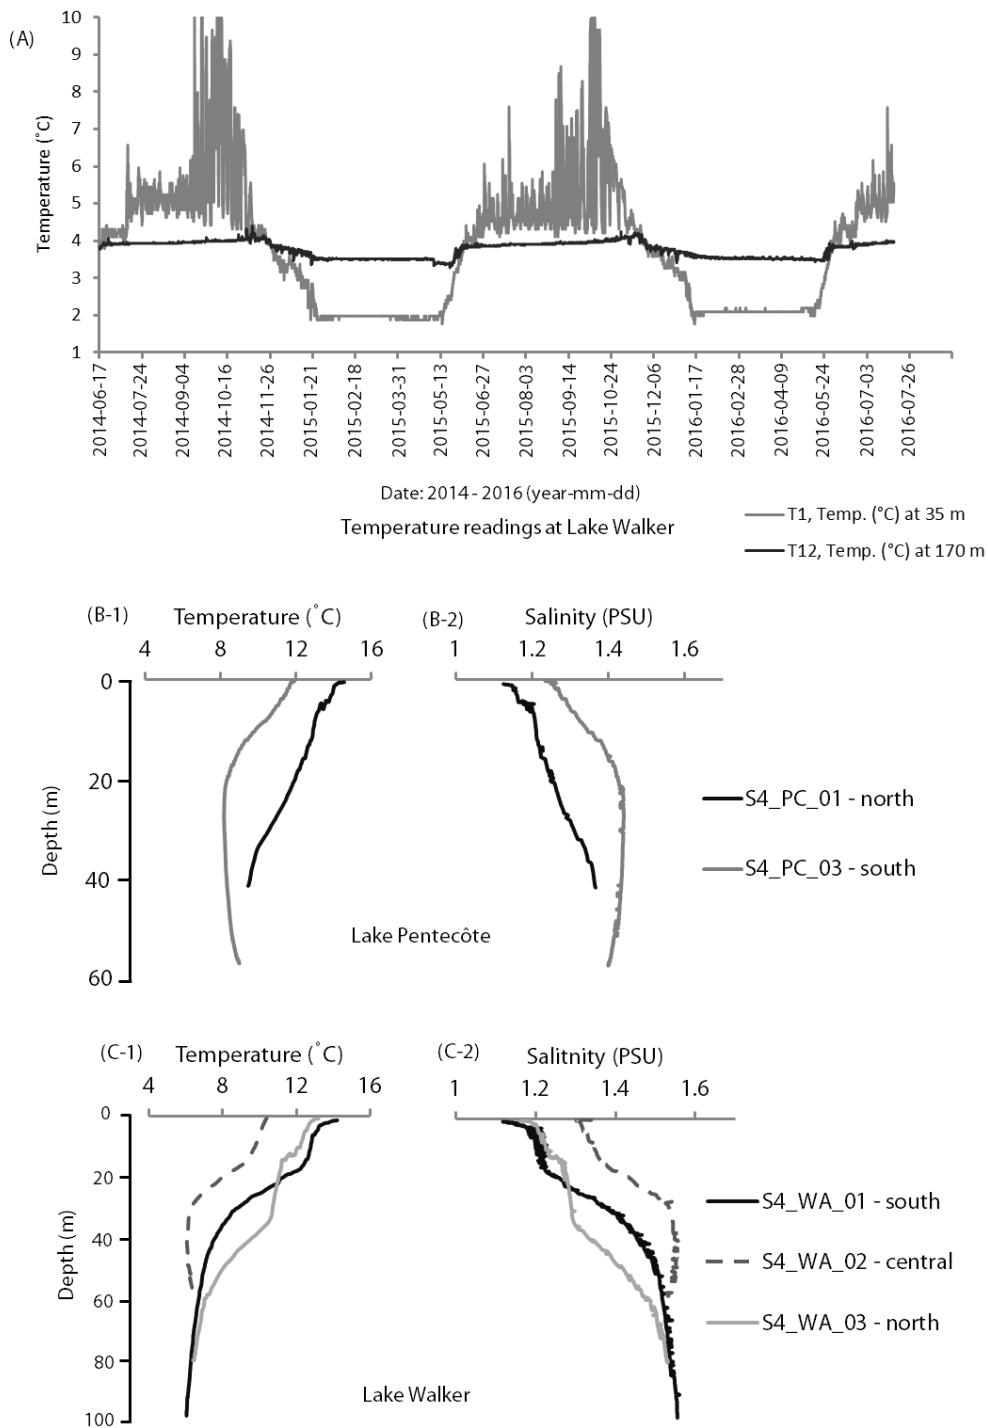 (A)
10
9
8
7
6
5
4
3
2
1
Temperature (˚C)
2014-06-17
2014-07-24
2014-09-04
2014-10-16
2014-11-26
2015-01-21
2015-02-18
2015-03-31
2015-05-13
2015-06-27
2015-08-03
2015-09-14
2015-10-24
2015-12-06
2016-01-17
2016-02-28
2016-04-09
2016-05-24
2016-07-03
2016-07-26
Date: 2014 - 2016 (year-mm-dd)
Temperature readings at Lake Walker
T1, Temp. (°C) at 35 m
T12, Temp. (°C) at 170 m
(B-1) Temperature (˚C)
4 8 12 16
(B-2) Salinity (PSU)
1 1.2 1.4 1.6
0
20
40
60
Depth (m)
S4_PC_01 - north
S4_PC_03 - south
Lake Pentecôte
(C-1) Temperature (˚C)
4 8 12 16
(C-2) Salitnity (PSU)
1 1.2 1.4 1.6
0
20
40
60
80
100
Depth (m)
S4_WA_01 - south
S4_WA_02 - central
S4_WA_03 - north
Lake Walker